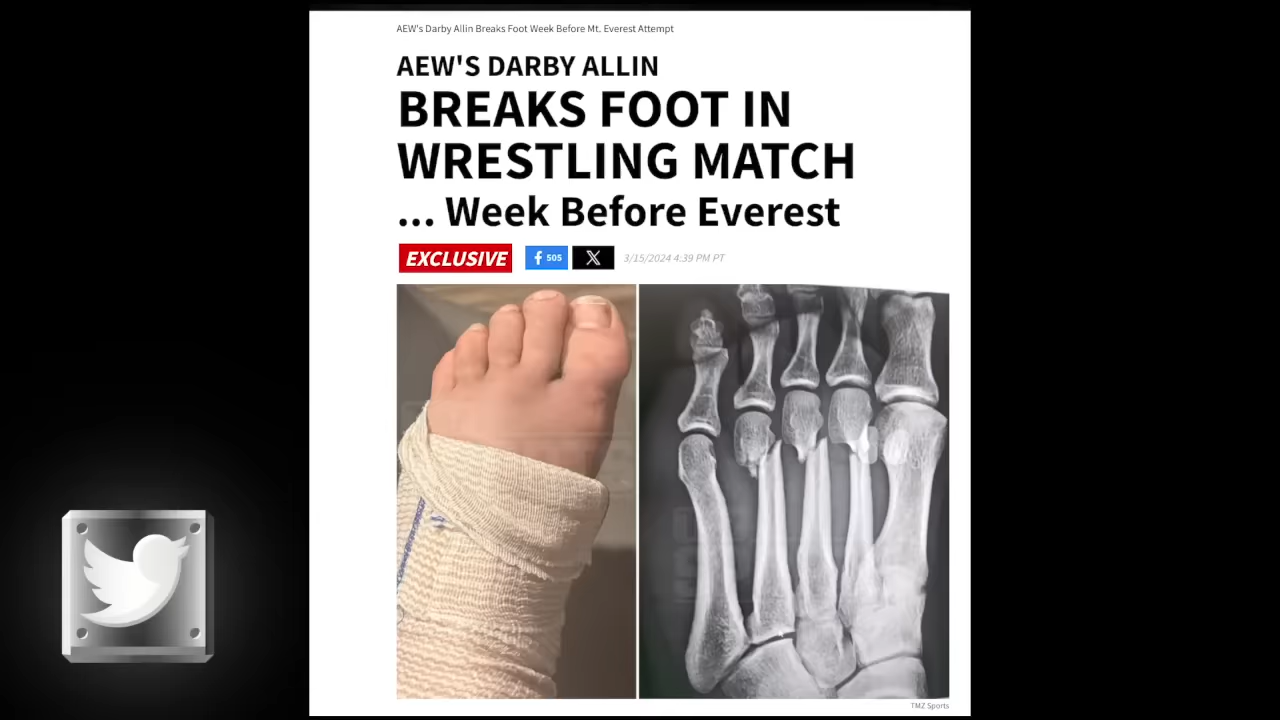 AEW's Darby Allin Breaks Foot Week Before Mt. Everest Attempt
AEW'S DARBY ALLIN
BREAKS FOOT IN
WRESTLING MATCH
... Week Before Everest
EXCLUSIVE
505
3/15/2024 4:39 PM PT
TMZ Sports